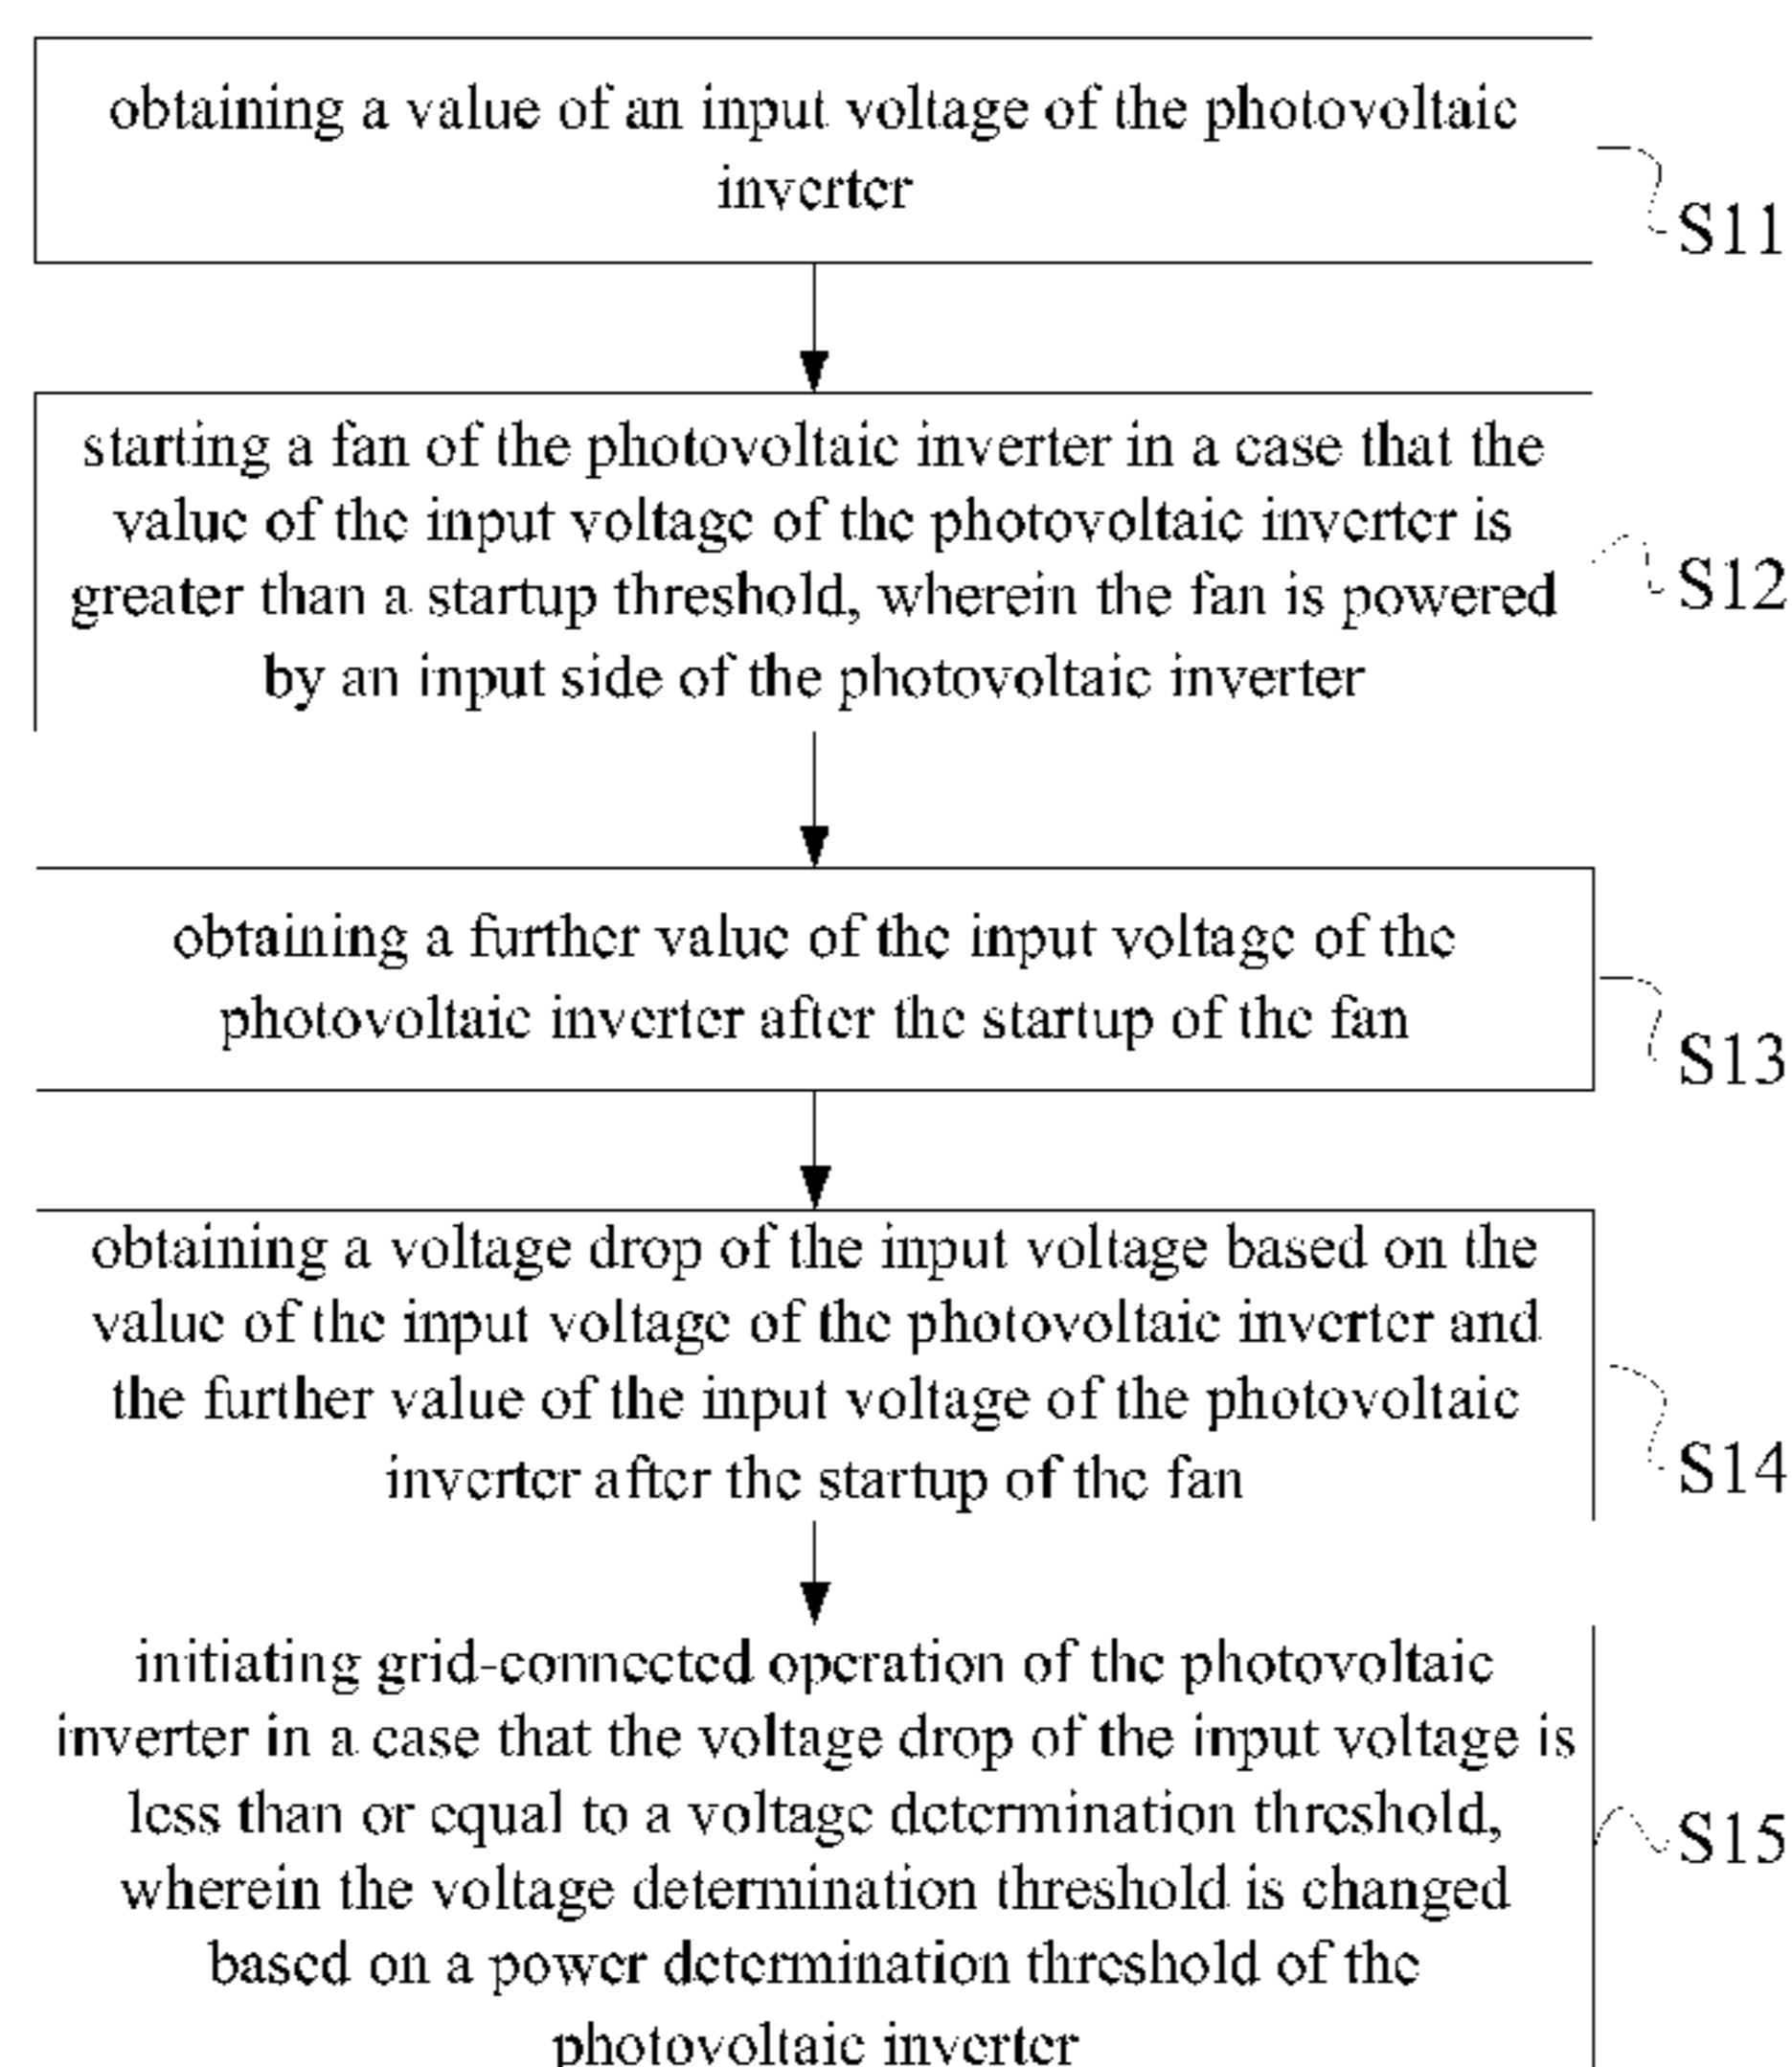 obtaining a value of an input voltage of the photovoltaic
inverter
S11
starting a fan of the photovoltaic inverter in a case that the
value of the input voltage of the photovoltaic inverter is
greater than a startup threshold, wherein the fan is powered
by an input side of the photovoltaic inverter
S12
obtaining a further value of the input voltage of the
photovoltaic inverter after the startup of the fan
S13
obtaining a voltage drop of the input voltage based on the
value of the input voltage of the photovoltaic inverter and
the further value of the input voltage of the photovoltaic
inverter after the startup of the fan
S14
initiating grid-connected operation of the photovoltaic
inverter in a case that the voltage drop of the input voltage is
less than or equal to a voltage determination threshold,
wherein the voltage determination threshold is changed
based on a power determination threshold of the
photovoltaic inverter
S15